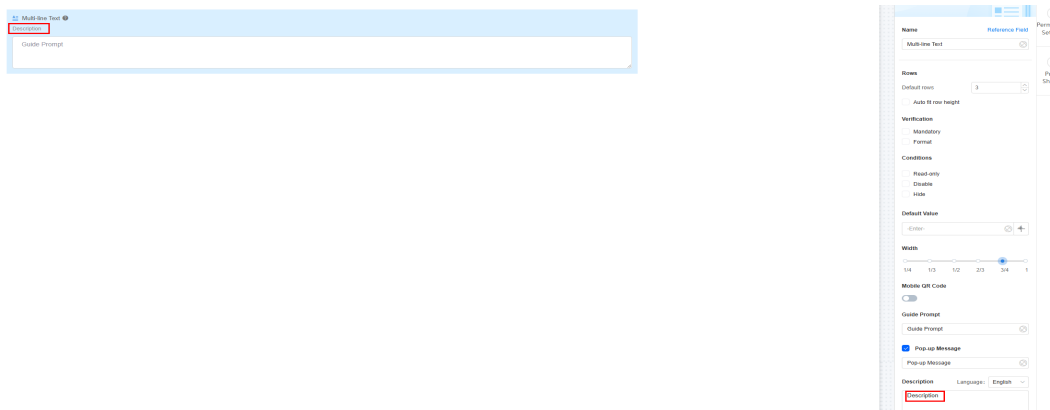 Multi-line Text
Description
Guide Prompt
Name Reference Field
Multi-line Text
Rows
Default rows 3
Auto fit row height
Verification
Mandatory
Format
Conditions
Read-only
Disable
Hide
Default Value
-Enter-
Width
1/4 1/3 1/2 2/3 3/4 1
Mobile QR Code
Guide Prompt
Guide Prompt
Pop-up Message
Pop-up Message
Description Language: English
Description